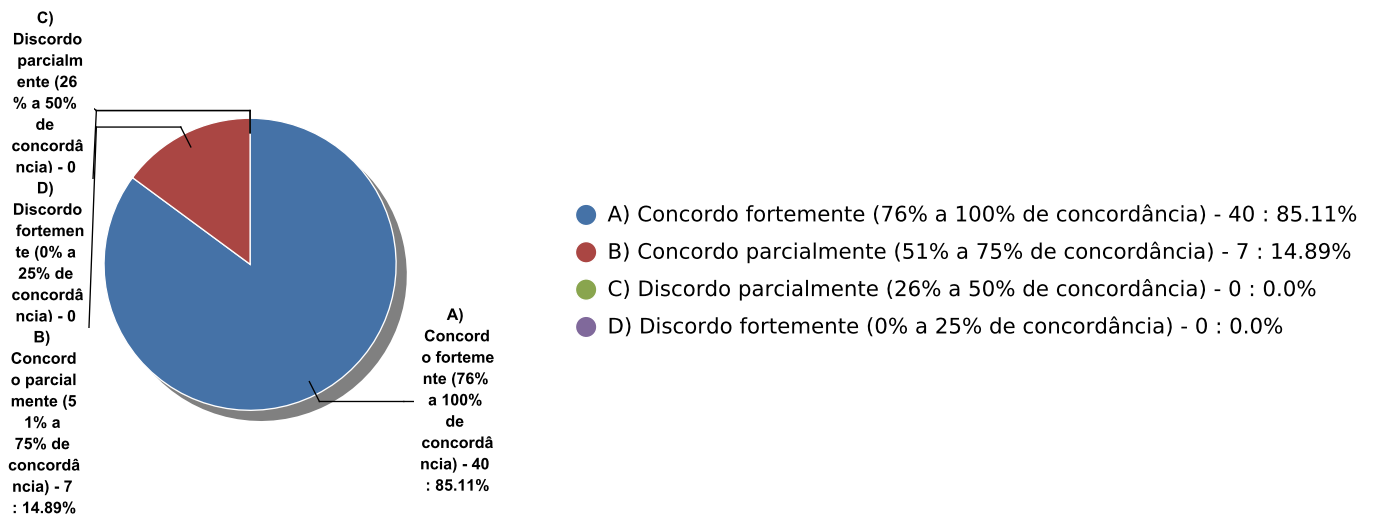 C)
Discordo
parcialm
ente (26
% a 50%
de
concordâ
ncia) - 0
D)
Discordo
fortemen
te (0% a
25% de
concordâ
ncia) - 0
B)
Concord
o parcial
mente (5
1% a
75% de
concordâ
ncia) - 7
: 14.89%
A)
Concord
o forteme
nte (76%
a 100%
de
concordâ
ncia) - 40
: 85.11%
A) Concordo fortemente (76% a 100% de concordância) - 40 : 85.11%
B) Concordo parcialmente (51% a 75% de concordância) - 7 : 14.89%
C) Discordo parcialmente (26% a 50% de concordância) - 0 : 0.0%
D) Discordo fortemente (0% a 25% de concordância) - 0 : 0.0%